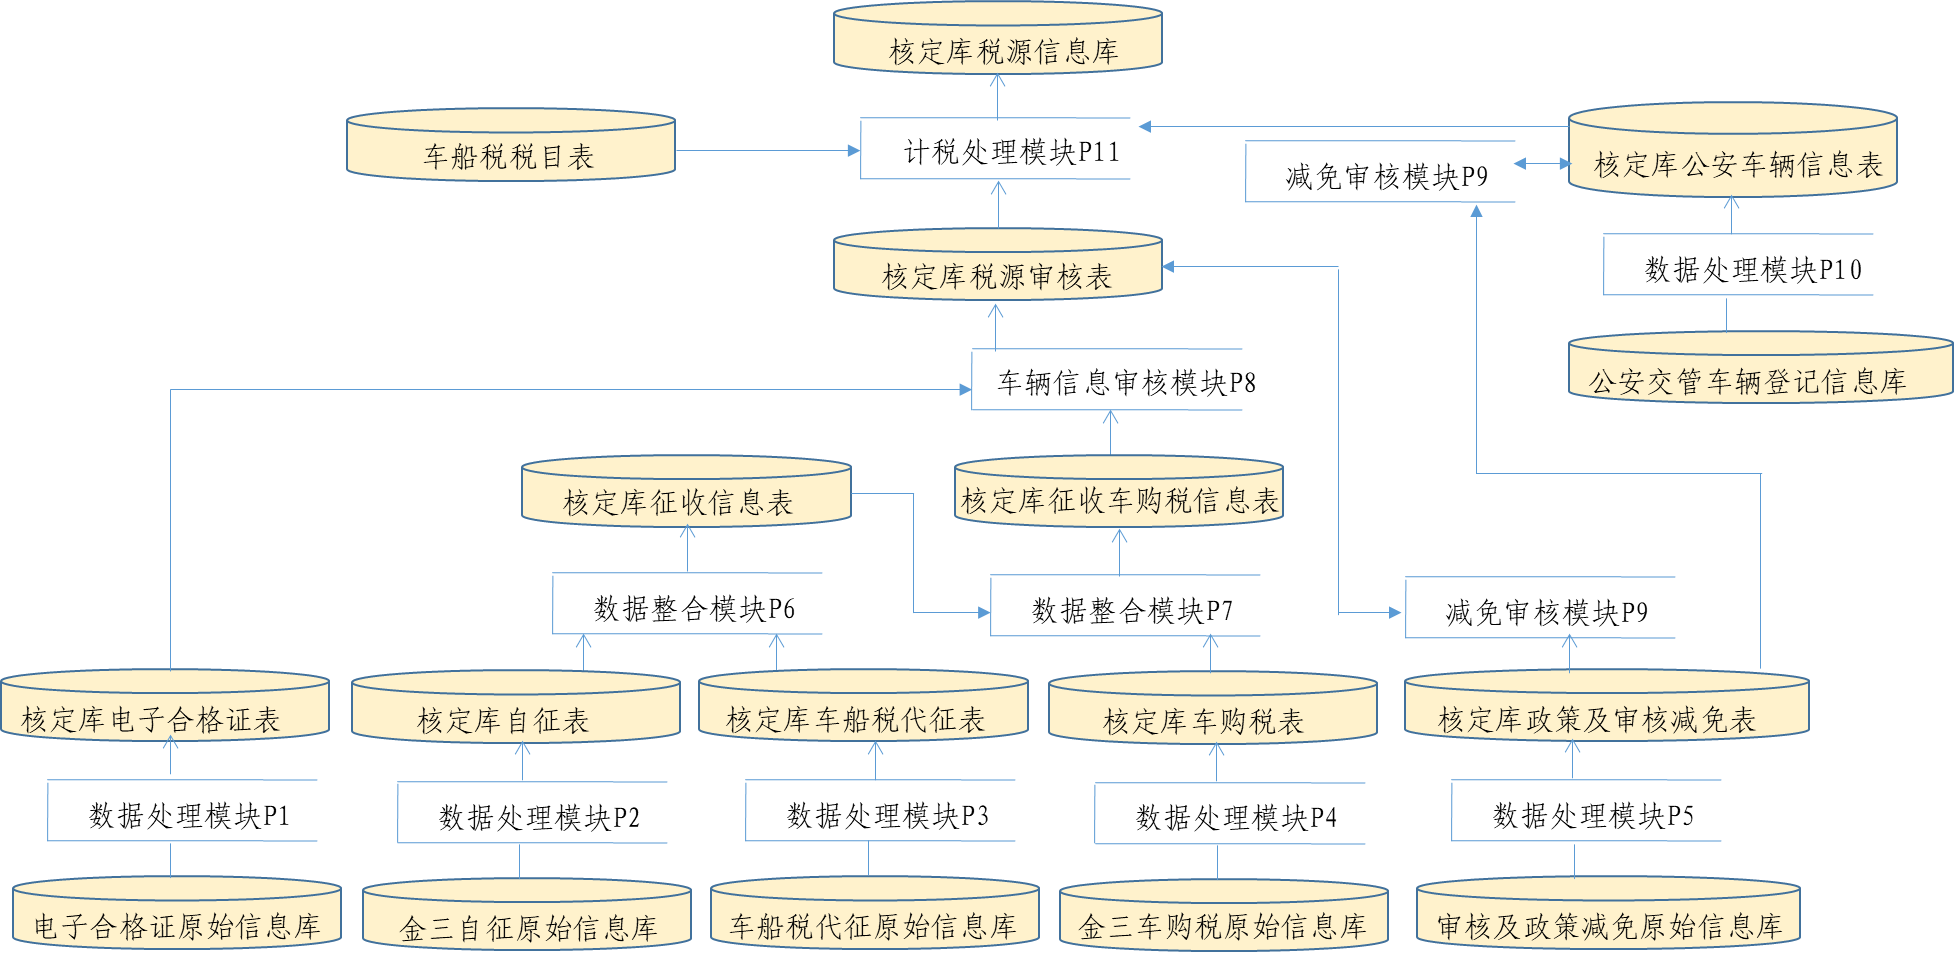 核定库税源信息库
车船税税目表
计税处理模块P11
减免审核模块P9
核定库公安车辆信息表
核定库税源审核表
数据处理模块P10
车辆信息审核模块P8
公安交管车辆登记信息库
核定库征收信息表
核定库征收车购税信息表
数据整合模块P6
数据整合模块P7
减免审核模块P9
核定库电子合格证表
核定库自征表
核定库车船税代征表
核定库车购税表
核定库政策及审核减免表
数据处理模块P1
数据处理模块P2
数据处理模块P3
数据处理模块P4
数据处理模块P5
电子合格证原始信息库
金三自征原始信息库
车船税代征原始信息库
金三车购税原始信息库
审核及政策减免原始信息库